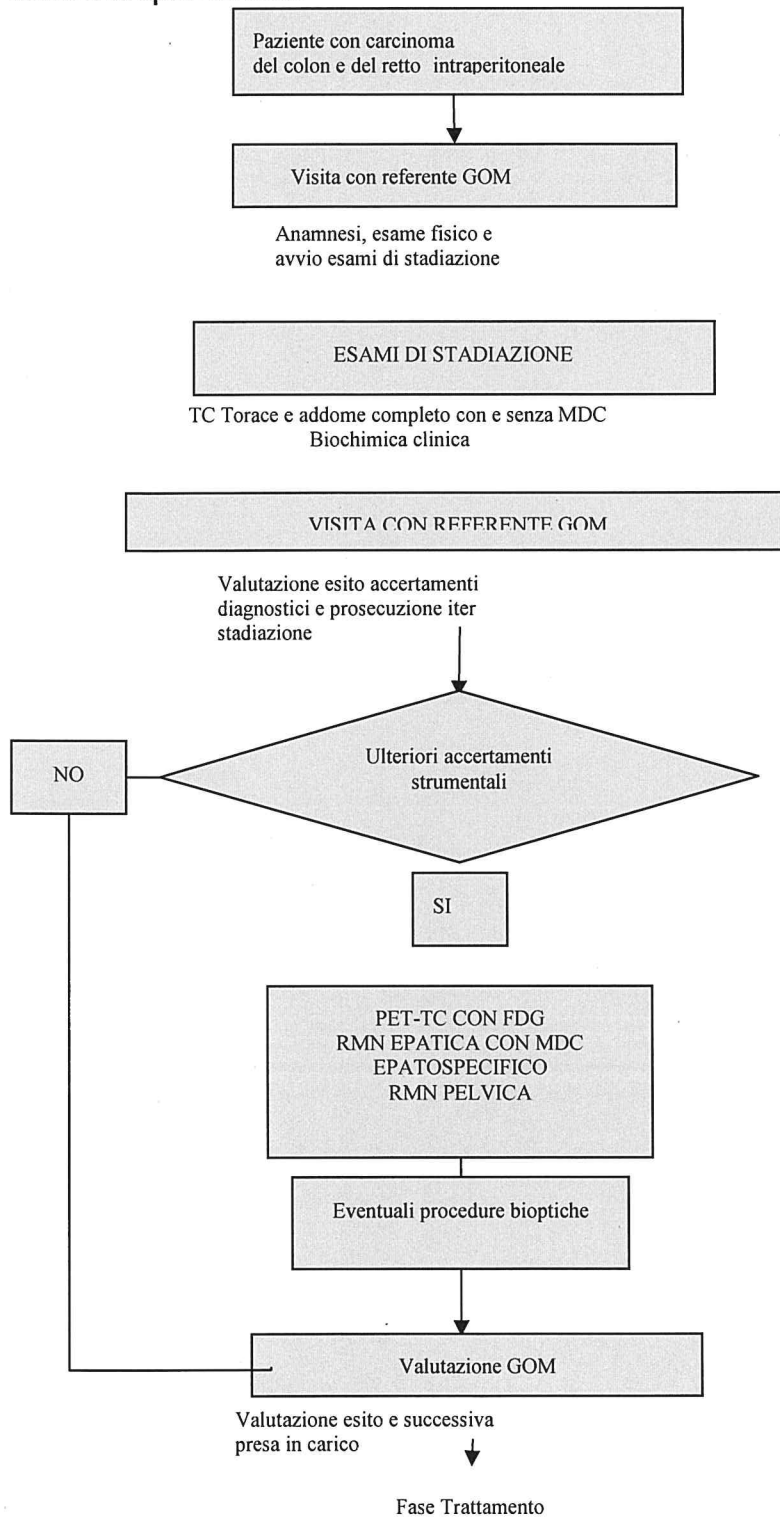 Paziente con carcinoma
del colon e del retto intraperitoneale
Visita con referente GOM
Anamnesi, esame fisico e
avvio esami di stadiazione
ESAMI DI STADIAZIONE
TC Torace e addome completo con e senza MDC
Biochimica clinica
VISITA CON REFERENTE GOM
Valutazione esito accertamenti
diagnostici e prosecuzione iter
stadiazione
Ulteriori accertamenti
strumentali
NO
SI
PET-TC CON FDG
RMN EPATICA CON MDC
EPATOSPECIFICO
RMN PELVICA
Eventuali procedure bioptiche
Valutazione GOM
Valutazione esito e successiva
presa in carico
Fase Trattamento